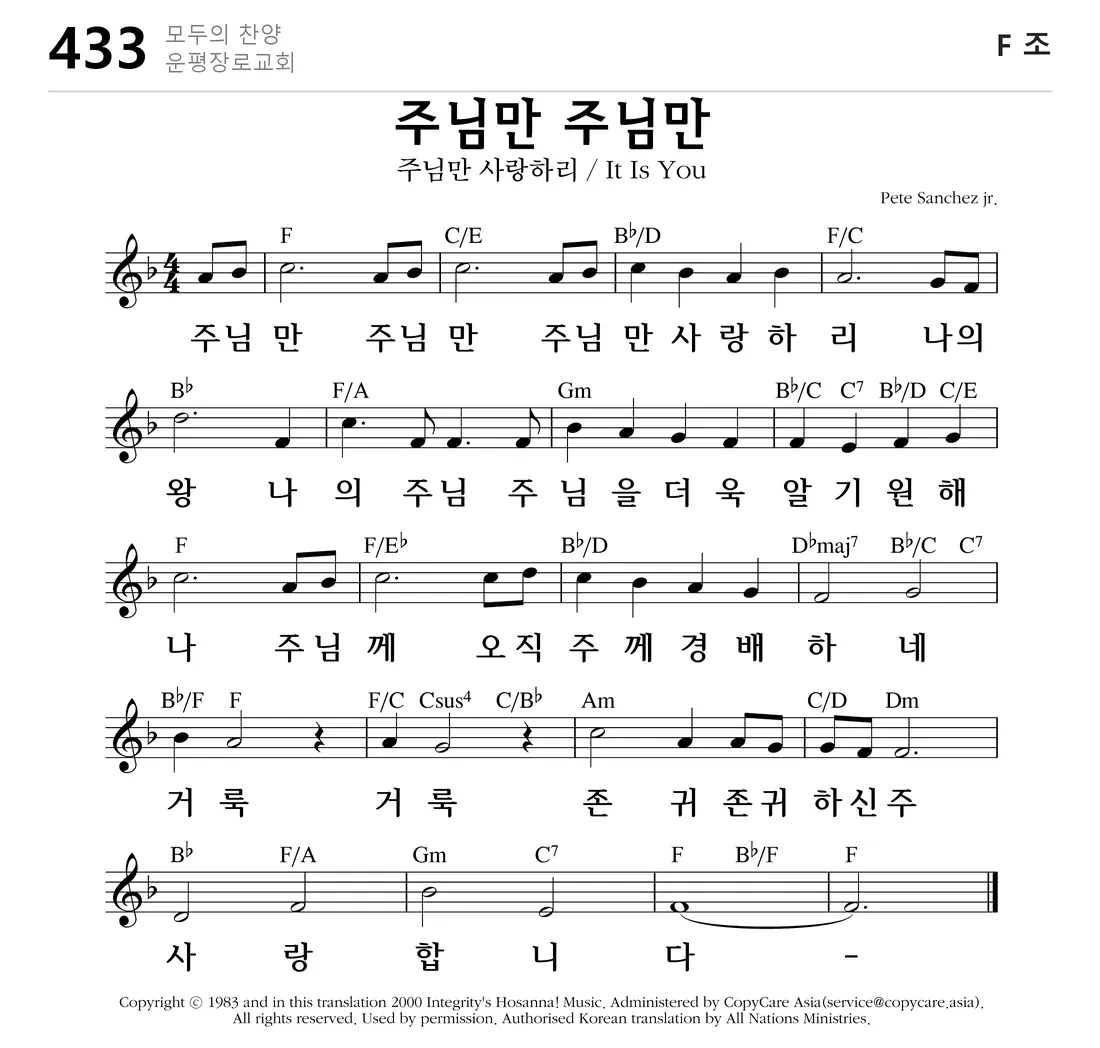 433 모두의 찬양
운평장로교회
F 조
주님만 주님만
주님만 사랑하리 / It Is You
Pete Sanchez jr.
F C/E B♭/D F/C
4
4
주님 만 주님 만 주님 만 사 랑 하 리 나의
B♭ F/A Gm B♭/C C7 B♭/D C/E
왕 나 의 주 님 주 님 을 더 욱 알 기 원 해
F F/E♭ B♭/D D♭maj7 B♭/C C7
나 주 님 께 오 직 주 께 경 배 하 네
B♭/F F F/C Csus4 C/B♭ Am C/D Dm
거 룩 거 룩 존 귀 존 귀 하 신 주
B♭ F/A Gm C7 F B♭/F F
사 랑 합 니 다 -
Copyright ⓒ 1983 and in this translation 2000 Integrity's Hosanna! Music. Administered by CopyCare Asia(service@copycare.asia).
All rights reserved. Used by permission. Authorised Korean translation by All Nations Ministries.